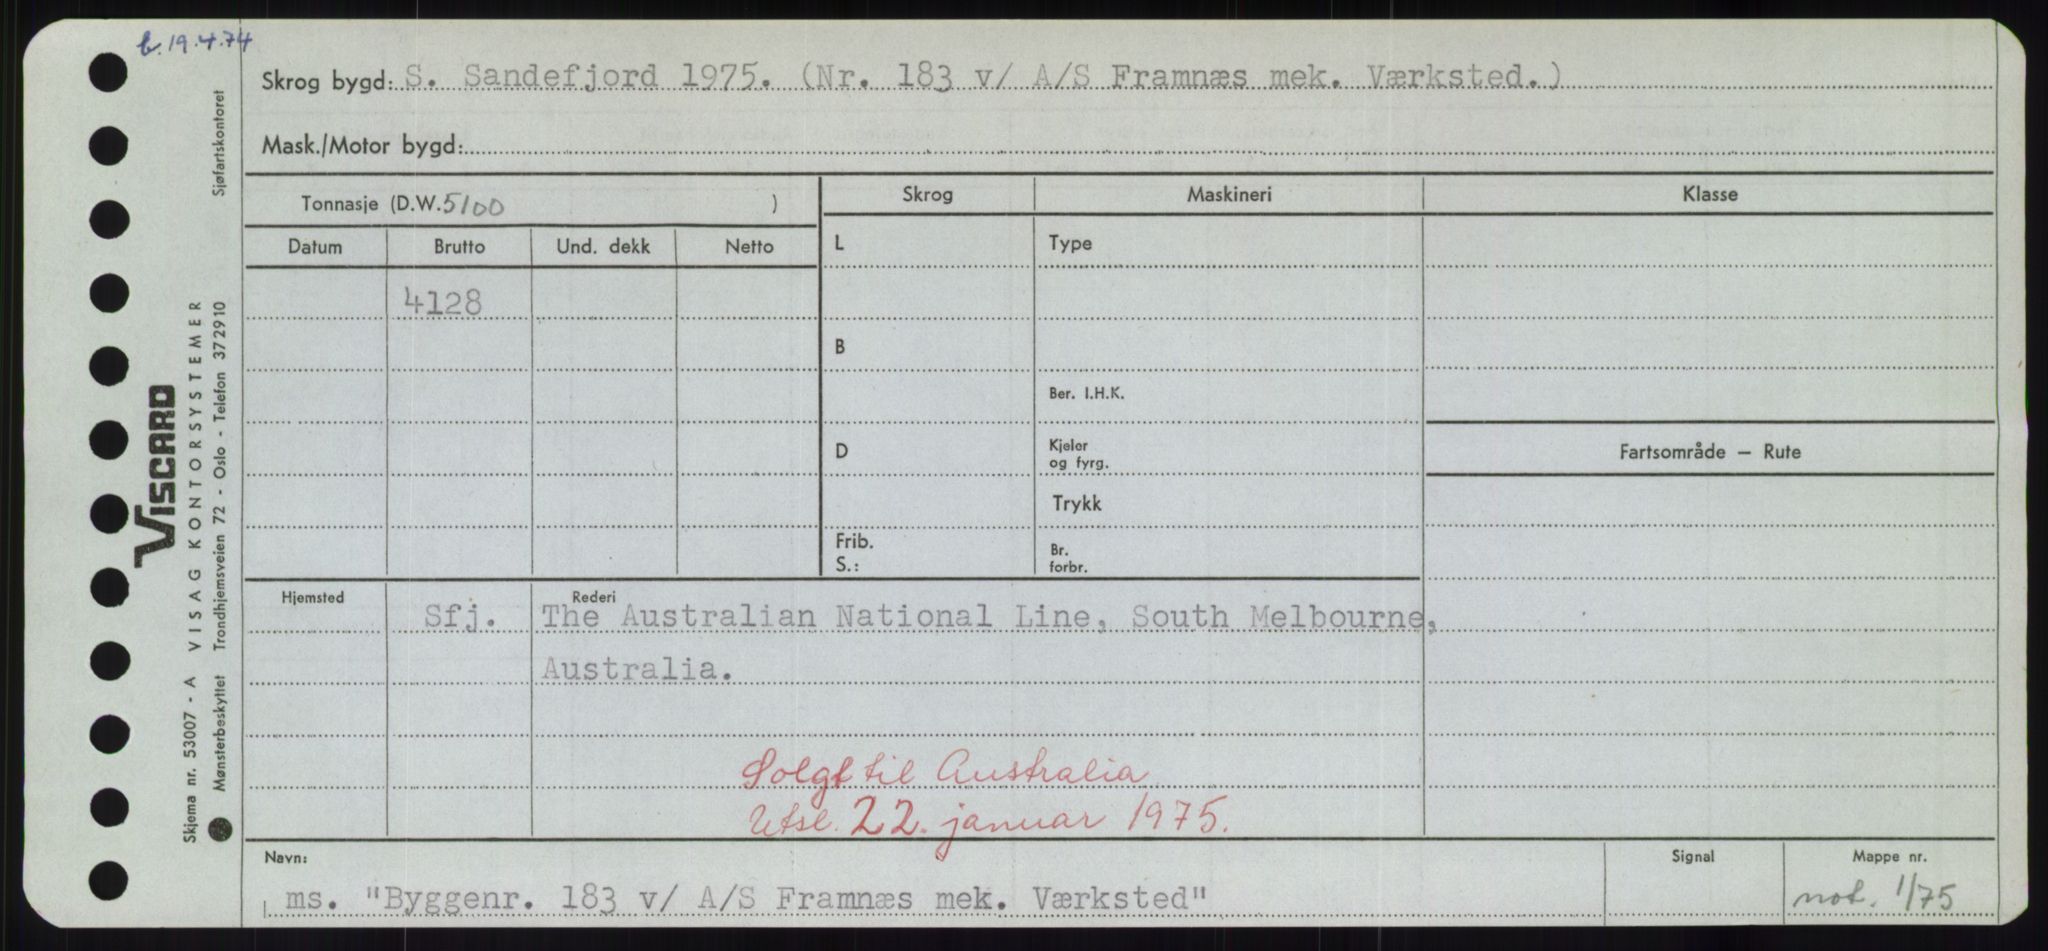 b. 19.4.74
Skrog bygd: S. Sandefjord 1975. (Nr. 183 v/ A/S Framnæs mek. Værksted.)
Mask./Motor bygd:
Tonnasje (D.W. 5100 )
Skrog Maskineri Klasse
Datum Brutto Und. dekk Netto
L Type
4128
B
Ber. I.H.K.
D Kjeler og fyrg.
Fartsområde — Rute
Trykk
Frib.
S.:
Br. forbr.
Hjemsted Rederi
Sfj. The Australian National Line, South Melbourne,
Australia.
Solgt til Australia
Utsl. 22. januar 1975.
Navn: Signal Mappe nr.
ms. "Byggenr. 183 v/ A/S Framnæs mek. Værksted" not. 1/75
VISCARD
Skjema nr. 53007 - A VISAG KONTORSYSTEMER
Mønsterbeskyttet Trondhjemsveien 72 - Oslo - Telefon 372910 Sjøfartskontoret